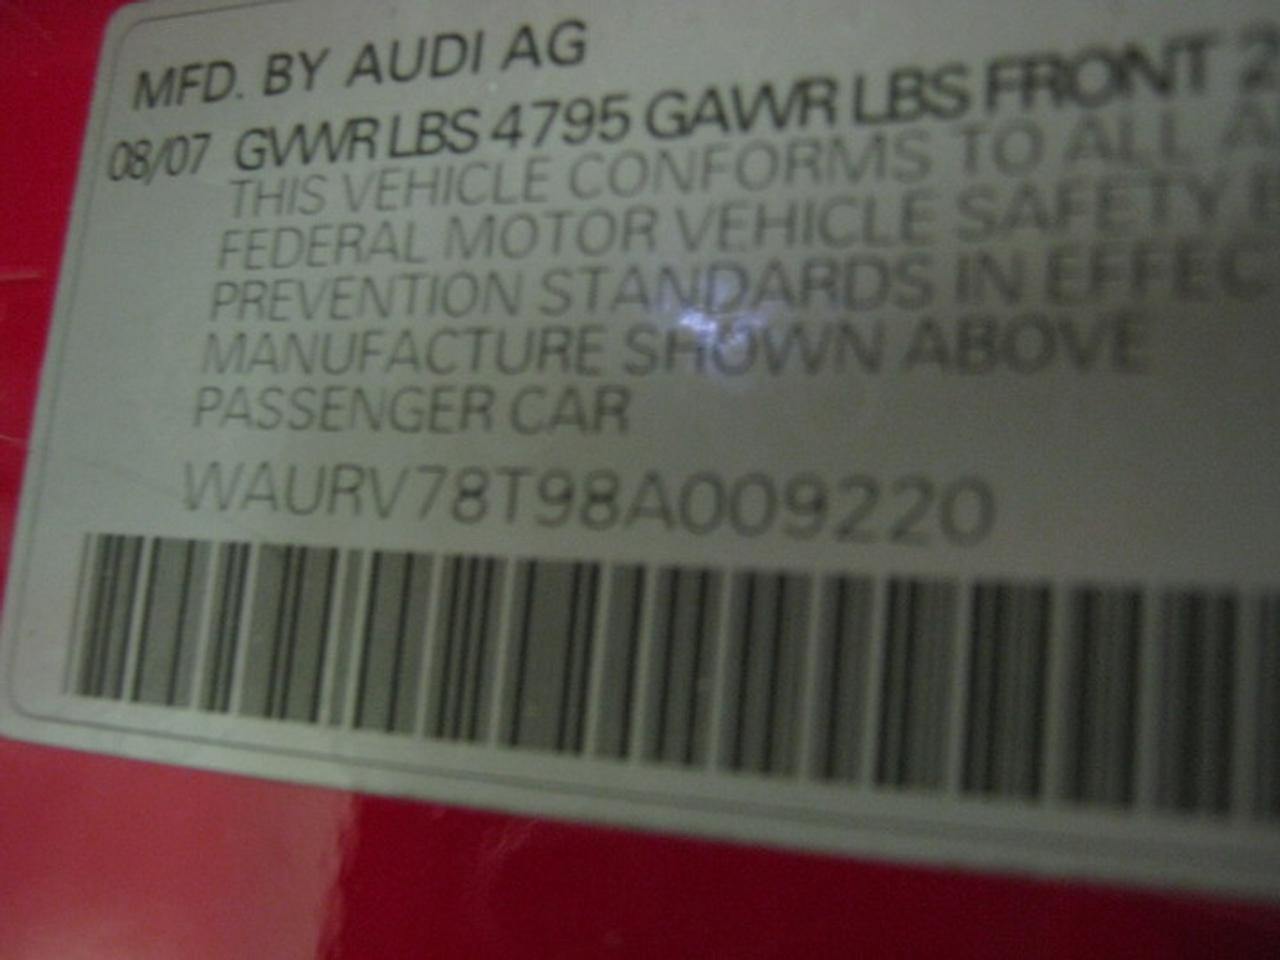 MFD. BY AUDI AG
08/07 GVWR LBS 4795 GAWR LBS FRONT 2
THIS VEHICLE CONFORMS TO ALL A
FEDERAL MOTOR VEHICLE SAFETY
PREVENTION STANDARDS IN EFFEC
MANUFACTURE SHOWN ABOVE
PASSENGER CAR
WAURV78T98A009220